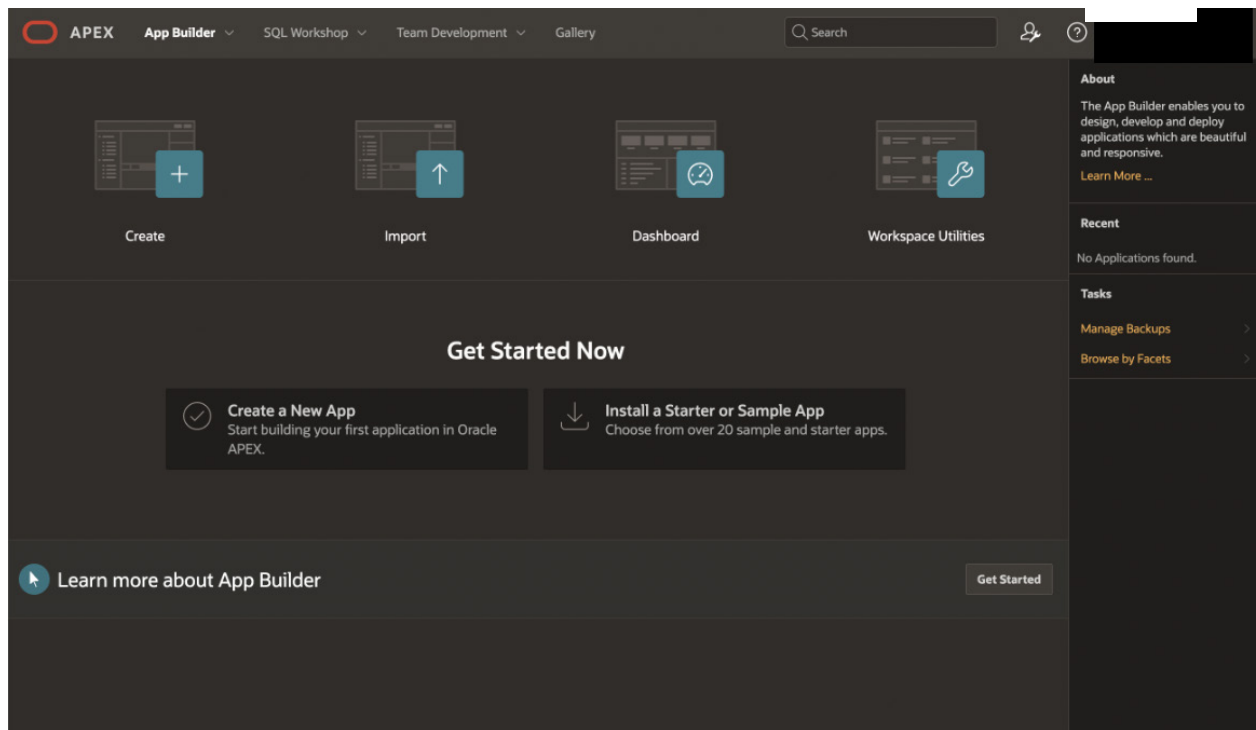 APEX App Builder SQL Workshop Team Development Gallery Search
Create Import Dashboard Workspace Utilities
Get Started Now
Create a New App
Start building your first application in Oracle
APEX.
Install a Starter or Sample App
Choose from over 20 sample and starter apps.
Learn more about App Builder
Get Started
About
The App Builder enables you to
design, develop and deploy
applications which are beautiful
and responsive.
Learn More ...
Recent
No Applications found.
Tasks
Manage Backups
Browse by Facets